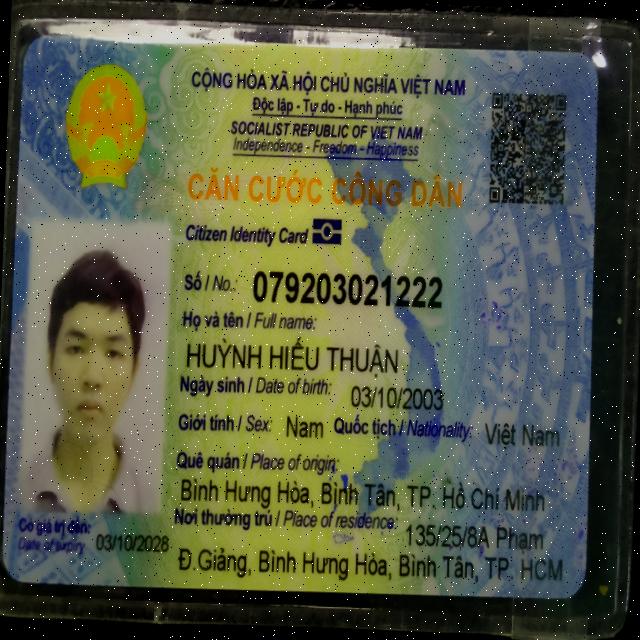 CỘNG HÒA XÃ HỘI CHỦ NGHĨA VIỆT NAM
Độc lập - Tự do - Hạnh phúc
SOCIALIST REPUBLIC OF VIET NAM
Independence - Freedom - Happiness
CĂN CƯỚC CÔNG DÂN
Citizen Identity Card
Số / No.: 079203021222
Họ và tên / Full name:
HUỲNH HIẾU THUẬN
Ngày sinh / Date of birth: 03/10/2003
Giới tính / Sex: Nam Quốc tịch / Nationality: Việt Nam
Quê quán / Place of origin:
Bình Hưng Hòa, Bình Tân, TP. Hồ Chí Minh
Nơi thường trú / Place of residence: 135/25/8A Phạm
Đ.Giảng, Bình Hưng Hòa, Bình Tân, TP. HCM
Có giá trị đến: 03/10/2028
Date of expiry